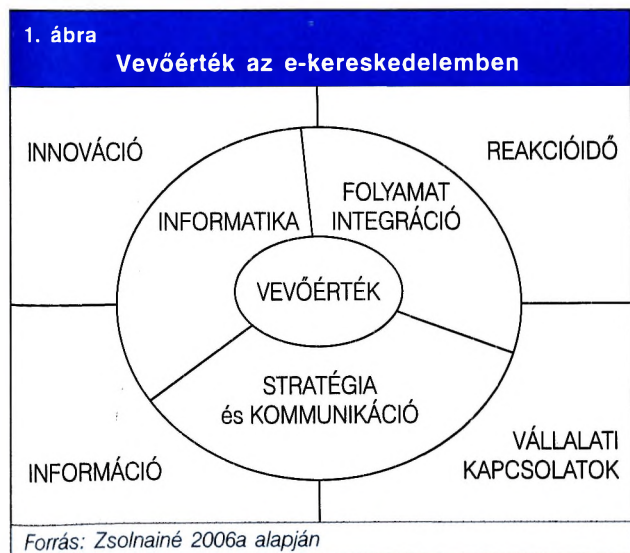 1. ábra
Vevőérték az e-kereskedelemben
INNOVÁCIÓ
REAKCIÓIDŐ
INFORMATIKA
FOLYAMAT
INTEGRÁCIÓ
VEVŐÉRTÉK
STRATÉGIA
és KOMMUNIKÁCIÓ
INFORMÁCIÓ
VÁLLALATI
KAPCSOLATOK
Forrás: Zsolnainé 2006a alapján